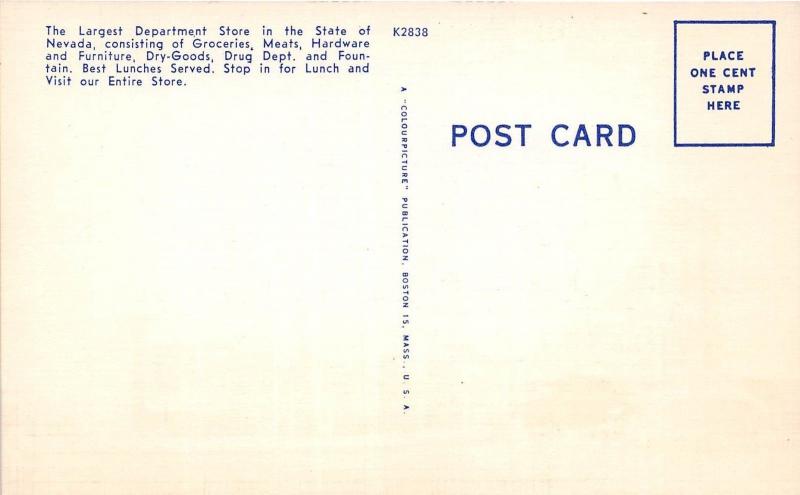 The Largest Department Store in the State of
Nevada, consisting of Groceries, Meats, Hardware
and Furniture, Dry-Goods, Drug Dept. and Foun-
tain. Best Lunches Served. Stop in for Lunch and
Visit our Entire Store.
K2838
A "COLOURPICTURE" PUBLICATION, BOSTON 15, MASS., U. S. A.
POST CARD
PLACE
ONE CENT
STAMP
HERE